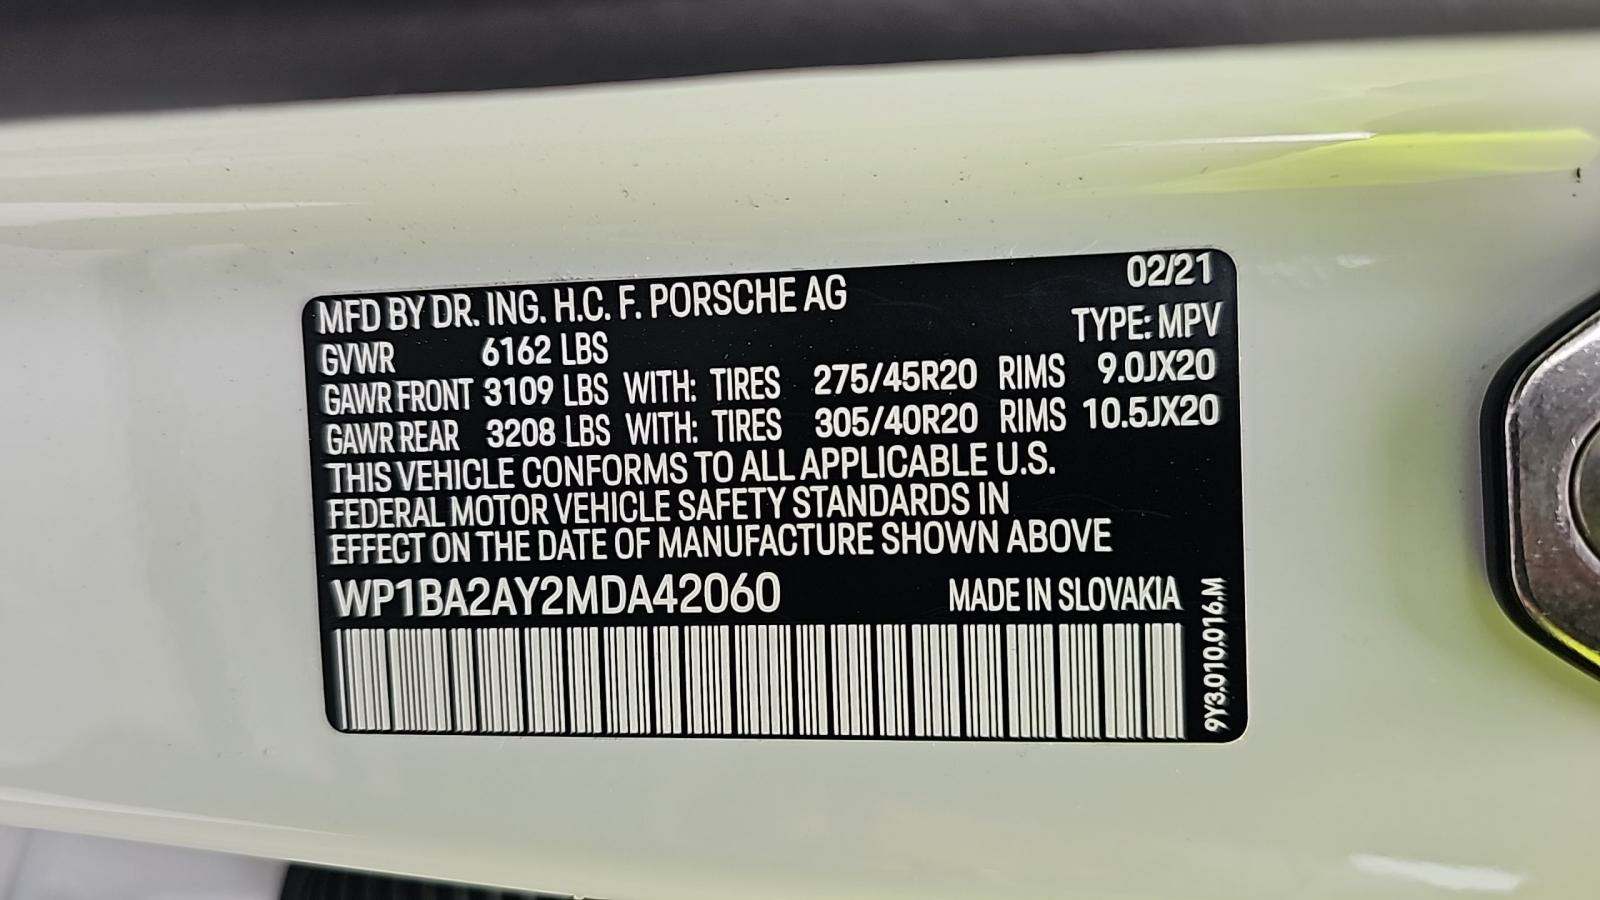 MFD BY DR. ING. H.C. F. PORSCHE AG 02/21
GVWR 6162 LBS TYPE: MPV
GAWR FRONT 3109 LBS WITH: TIRES 275/45R20 RIMS 9.0JX20
GAWR REAR 3208 LBS WITH: TIRES 305/40R20 RIMS 10.5JX20
THIS VEHICLE CONFORMS TO ALL APPLICABLE U.S.
FEDERAL MOTOR VEHICLE SAFETY STANDARDS IN
EFFECT ON THE DATE OF MANUFACTURE SHOWN ABOVE
WP1BA2AY2MDA42060 MADE IN SLOVAKIA
9Y3.010.016.M